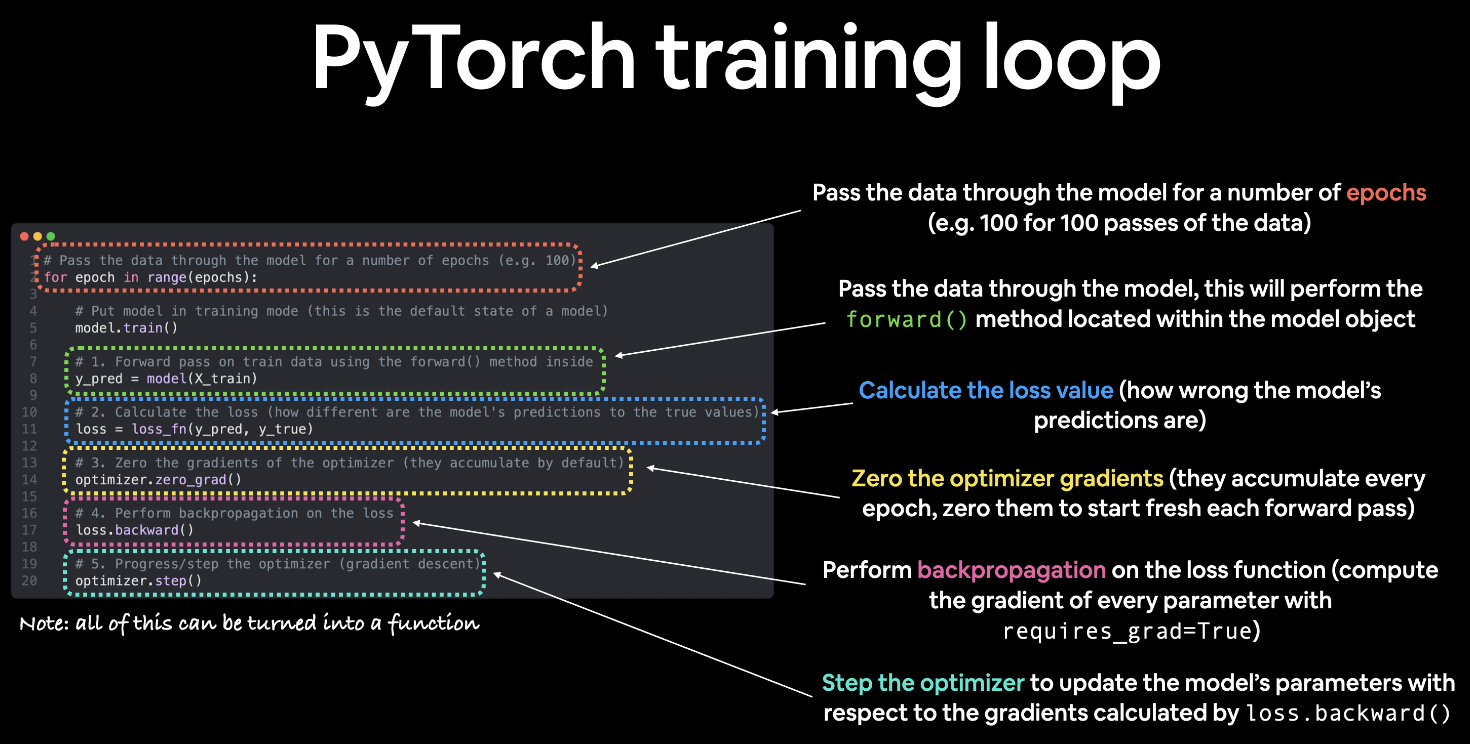 PyTorch training loop
1 # Pass the data through the model for a number of epochs (e.g. 100)
2 for epoch in range(epochs):
3
4 # Put model in training mode (this is the default state of a model)
5 model.train()
6
7 # 1. Forward pass on train data using the forward() method inside
8 y_pred = model(X_train)
9
10 # 2. Calculate the loss (how different are the model's predictions to the true values)
11 loss = loss_fn(y_pred, y_true)
12
13 # 3. Zero the gradients of the optimizer (they accumulate by default)
14 optimizer.zero_grad()
15
16 # 4. Perform backpropagation on the loss
17 loss.backward()
18
19 # 5. Progress/step the optimizer (gradient descent)
20 optimizer.step()
Note: all of this can be turned into a function
Pass the data through the model for a number of epochs
(e.g. 100 for 100 passes of the data)
Pass the data through the model, this will perform the
forward() method located within the model object
Calculate the loss value (how wrong the model’s
predictions are)
Zero the optimizer gradients (they accumulate every
epoch, zero them to start fresh each forward pass)
Perform backpropagation on the loss function (compute
the gradient of every parameter with
requires_grad=True)
Step the optimizer to update the model’s parameters with
respect to the gradients calculated by loss.backward()